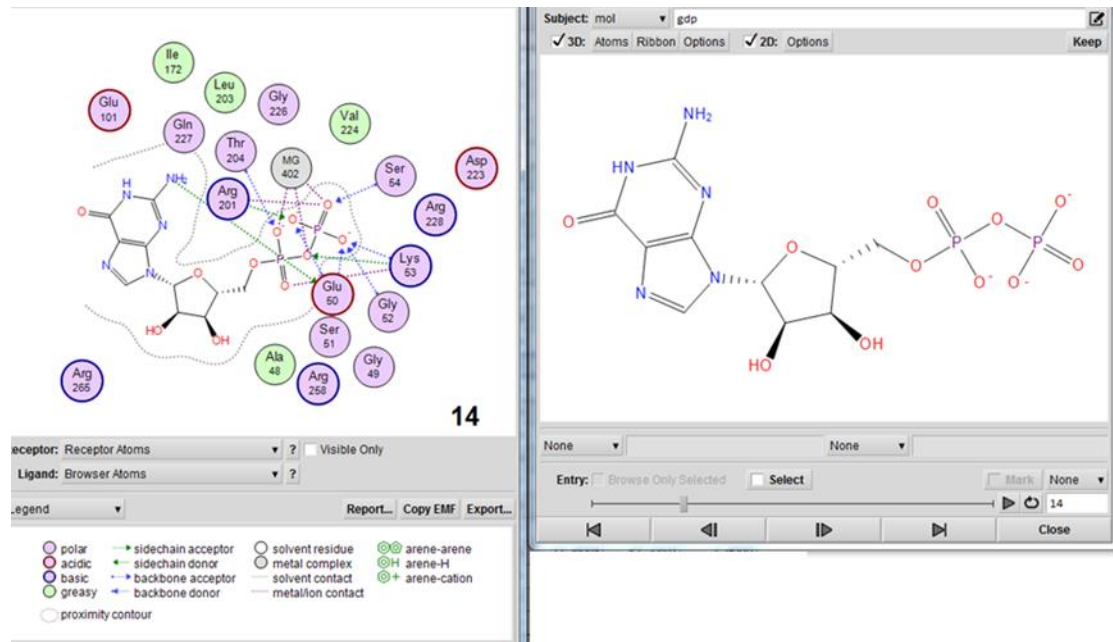 Ile
172
Leu
203
Gly
226
Glu
101
Gln
227
Thr
204
Val
224
MG
402
Ser
54
Asp
223
Arg
201
Arg
228
Lys
53
Glu
50
Gly
52
Ser
51
Ala
48
Gly
49
Arg
258
Arg
265
H
N
NH2
N
O
N
N
O
O
P
O
O-
O
P
O
O-
O-
HO
OH
14
eceptor: Receptor Atoms ? Visible Only
Ligand: Browser Atoms ?
egend Report... Copy EMF Export...
polar sidechain acceptor solvent residue arene-arene
acidic sidechain donor metal complex H arene-H
basic backbone acceptor solvent contact + arene-cation
greasy backbone donor metal/ion contact
proximity contour
Subject: mol gdp
3D: Atoms Ribbon Options 2D: Options Keep
NH2
HN
N
O
N
N
O
O
P
O
O-
O
P
O-
O
O-
HO
OH
None None
Entry: Browse Only Selected Select Mark None
14
Close